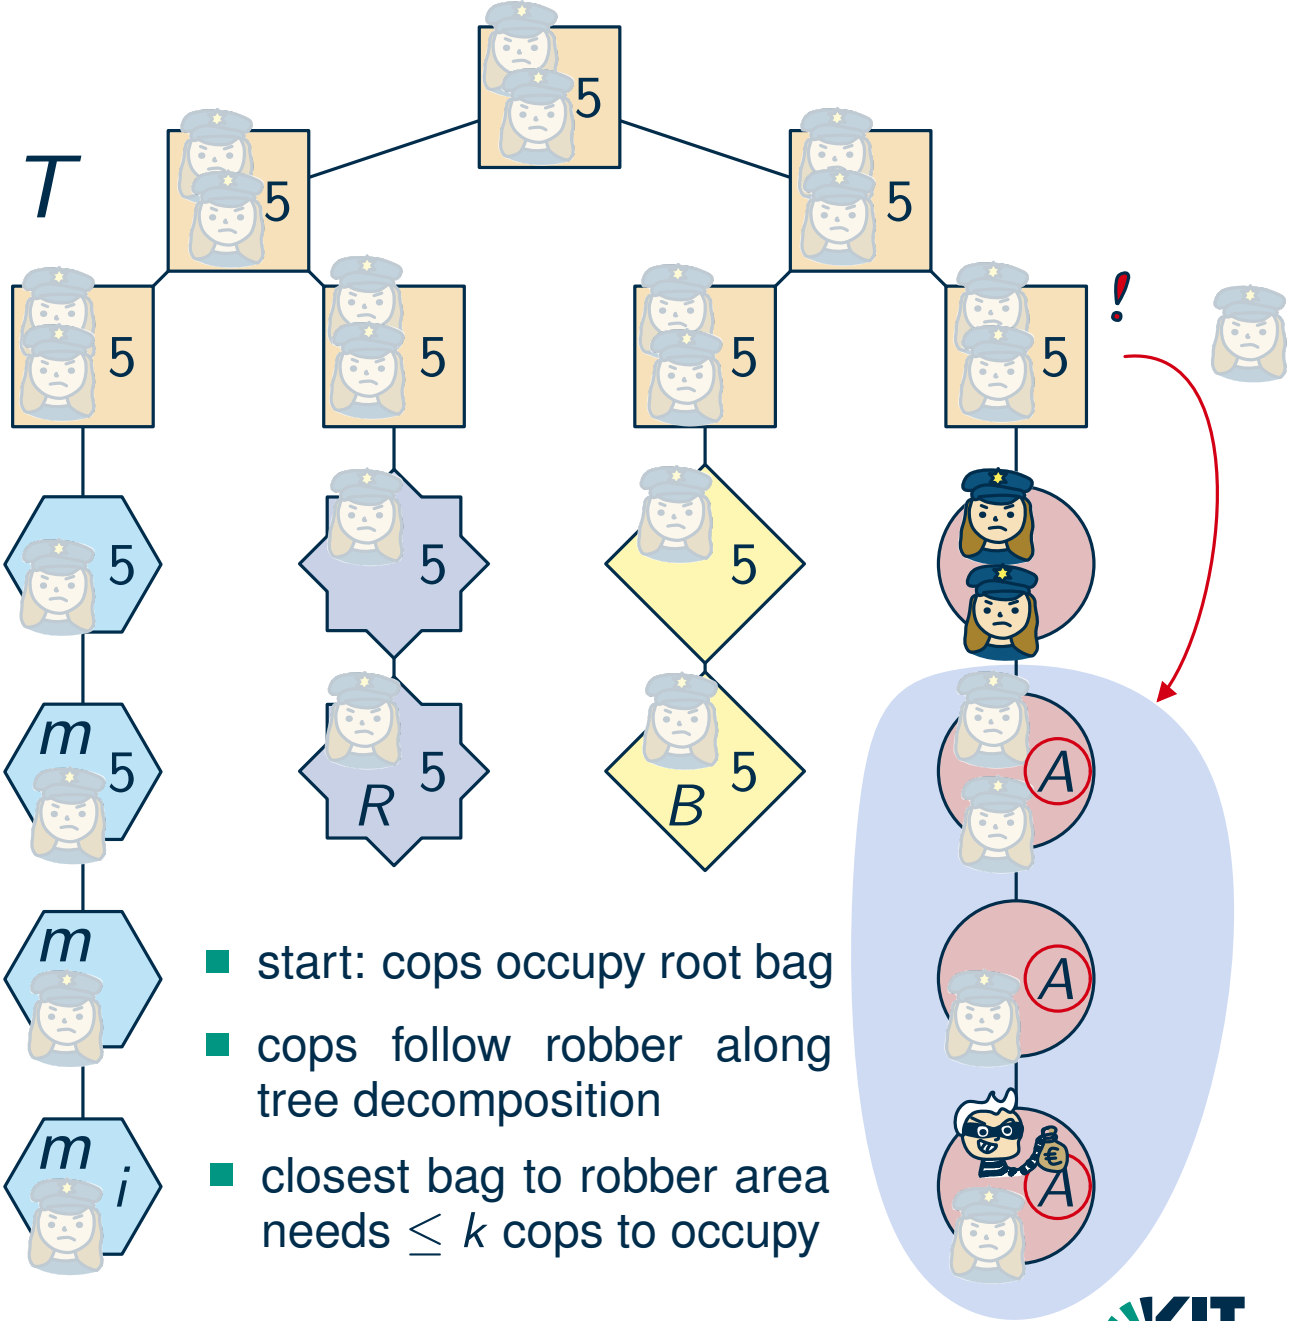 5
T
5
5
5
5
5
5
!
5
5
5
m
5
5
R
5
B
A
m
A
m
i
€
A
start: cops occupy root bag
cops follow robber along
tree decomposition
closest bag to robber area
needs ≤ k cops to occupy
KIT